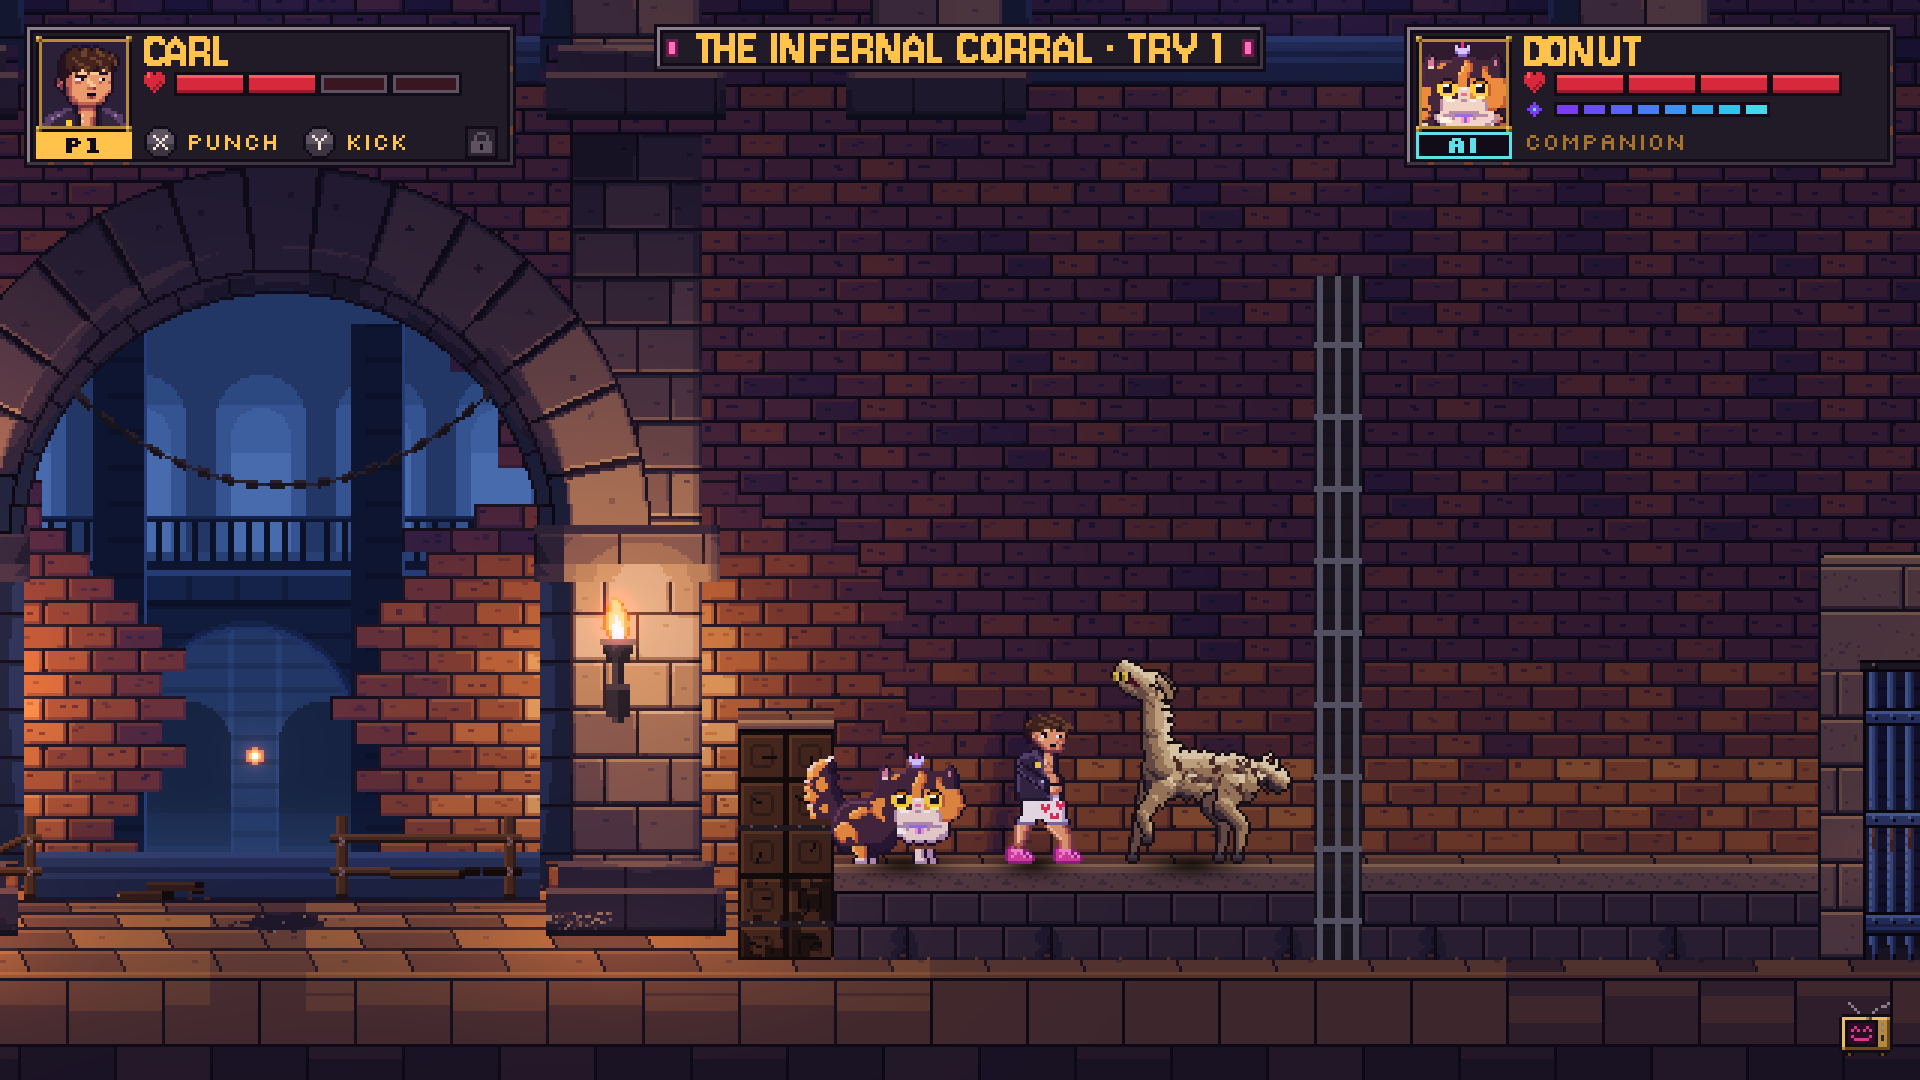 CARL
P1
X PUNCH Y KICK
THE INFERNAL CORRAL · TRY 1
DONUT
AI
COMPANION